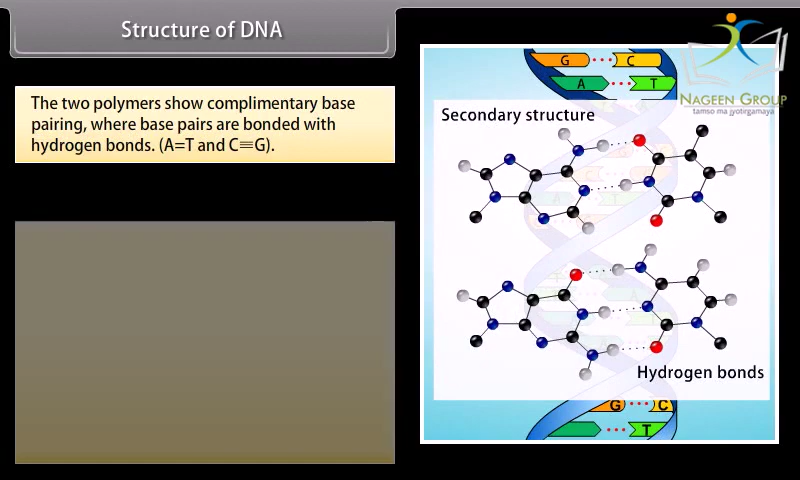 Structure of DNA
The two polymers show complimentary base
pairing, where base pairs are bonded with
hydrogen bonds. (A=T and C≡G).
G C
A T
NAGEEN GROUP
tamso ma jyotirgamaya
Secondary structure
Hydrogen bonds
G C
T